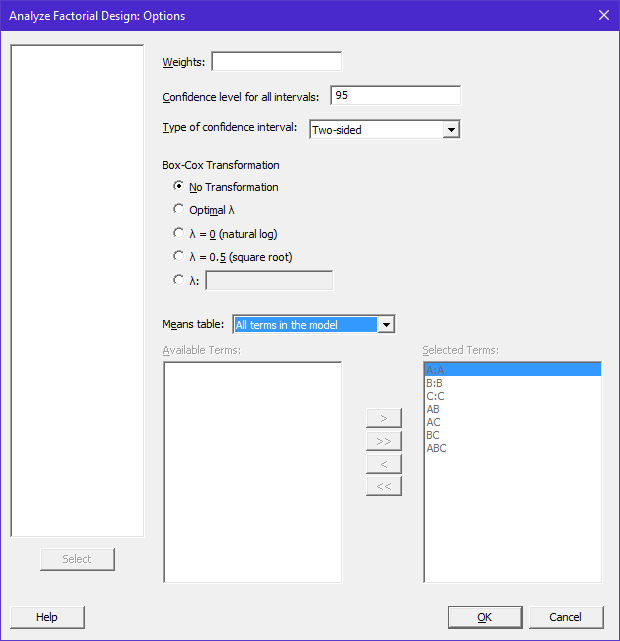 Analyze Factorial Design: Options
Weights:
Confidence level for all intervals: 95
Type of confidence interval: Two-sided
Box-Cox Transformation
No Transformation
Optimal λ
λ = 0 (natural log)
λ = 0.5 (square root)
λ:
Means table: All terms in the model
Available Terms: Selected Terms:
A:A
B:B
C:C
AB
AC
BC
ABC
>
>>
<
<<
Select
Help OK Cancel